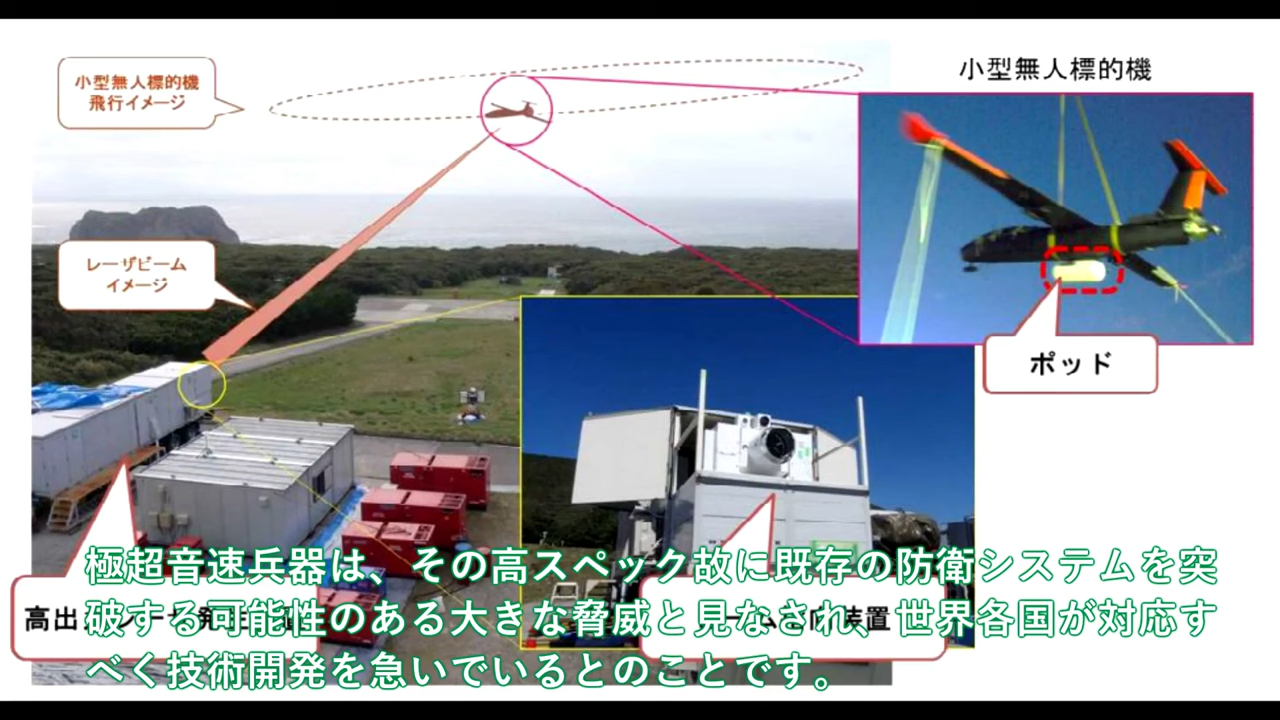 小型無人標的機
飛行イメージ
小型無人標的機
レーザビーム
イメージ
ポッド
高出
装置
極超音速兵器は、その高スペック故に既存の防衛システムを突
破する可能性のある大きな脅威と見なされ、世界各国が対応す
べく技術開発を急いでいるとのことです。